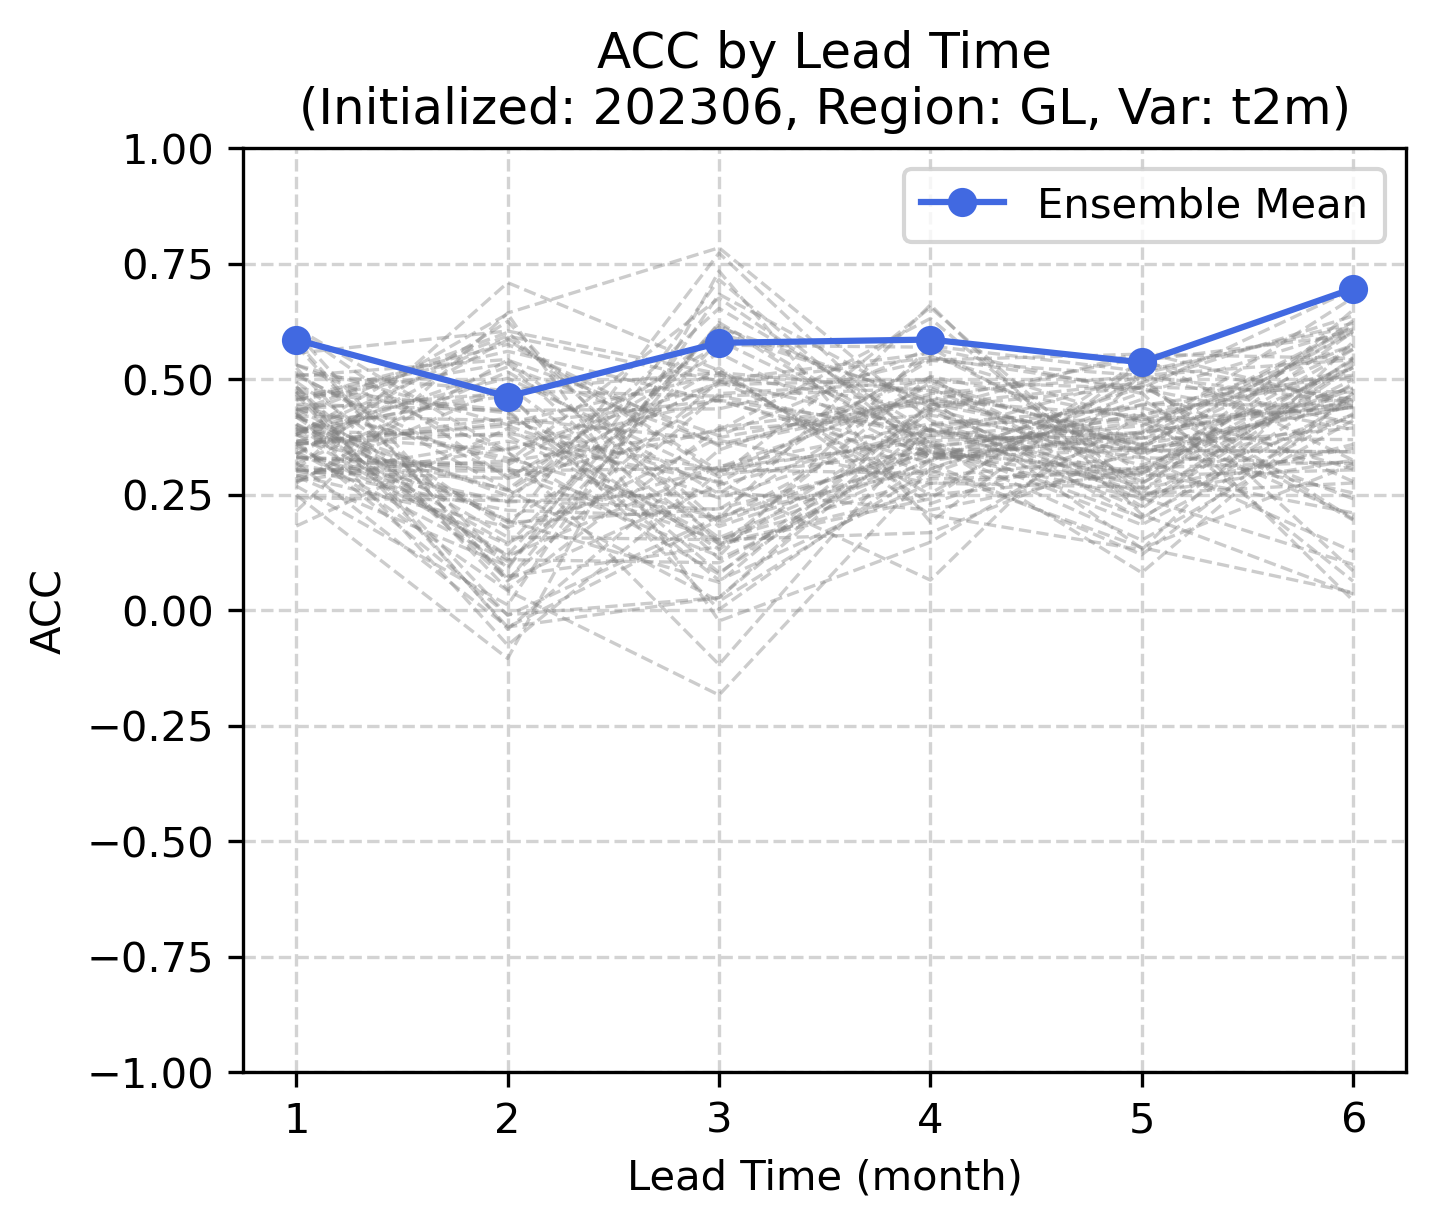 ACC by Lead Time
(Initialized: 202306, Region: GL, Var: t2m)
Ensemble Mean
1.00
0.75
0.50
0.25
0.00
−0.25
−0.50
−0.75
−1.00
ACC
1 2 3 4 5 6
Lead Time (month)